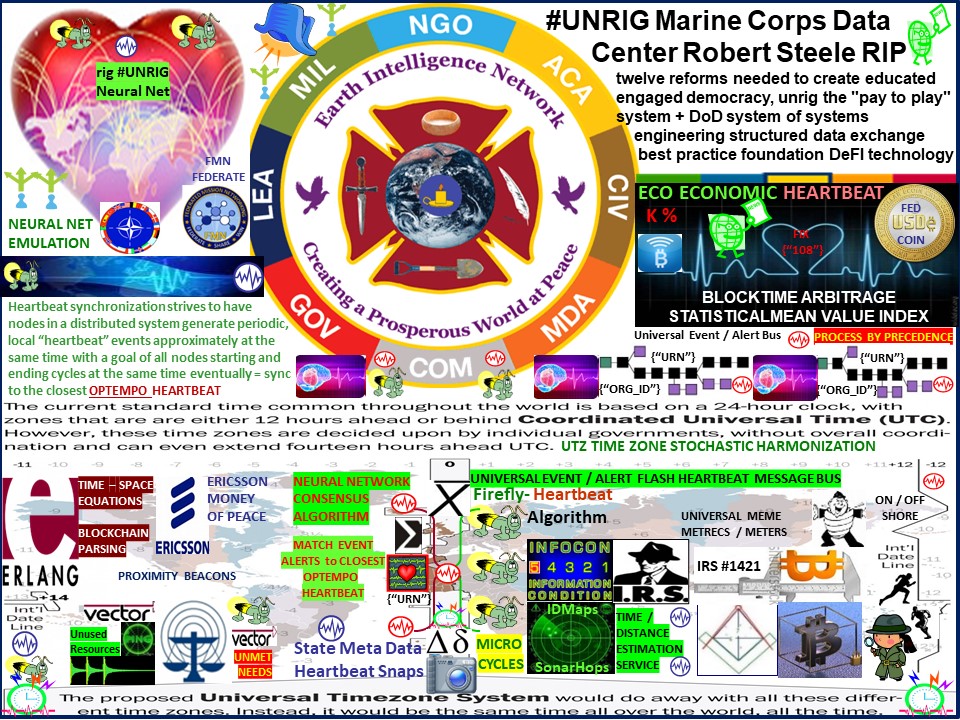 #UNRIG Marine Corps Data
Center Robert Steele RIP
twelve reforms needed to create educated
engaged democracy, unrig the "pay to play"
system + DoD system of systems
engineering structured data exchange
best practice foundation DeFI technology
rig #UNRIG
Neural Net
FMN
FEDERATE
NEURAL NET
EMULATION
NGO
ACA
CIV
MDA
COM
GOV
LEA
MIL
Earth Intelligence Network
Creating a Prosperous World at Peace
ECO ECONOMIC HEARTBEAT
K %
FIX
{"108"}
FED
USDC
COIN
BLOCKTIME ARBITRAGE
STATISTICALMEAN VALUE INDEX
Heartbeat synchronization strives to have
nodes in a distributed system generate periodic,
local "heartbeat" events approximately at the
same time with a goal of all nodes starting and
ending cycles at the same time eventually = sync
to the closest OPTEMPO HEARTBEAT
Universal Event / Alert Bus
PROCESS BY PRECEDENCE
{"URN"}
{"URN"}
{"ORG_ID"}
{"ORG_ID"}
The current standard time common throughout the world is based on a 24-hour clock, with
zones that are are either 12 hours ahead or behind Coordinated Universal Time (UTC).
However, these time zones are decided upon by individual governments, without overall coordi-
nation and can even extend fourteen hours ahead UTC. UTZ TIME ZONE STOCHASTIC HARMONIZATION
-11 -10 -9 -8 -7 -6 -5 -4 -3 -2 -1 0 +1 +2 +3 +4 +5 +6 +7 +8 +9 +10 +11 +12 -12
UNIVERSAL EVENT / ALERT FLASH HEARTBEAT MESSAGE BUS
TIME – SPACE
EQUATIONS
BLOCKCHAIN
PARSING
ERLANG
ERICSSON
MONEY
OF PEACE
ERICSSON
PROXIMITY BEACONS
NEURAL NETWORK
CONSENSUS
ALGORITHM
MATCH EVENT
ALERTS to CLOSEST
OPTEMPO
HEARTBEAT
{"URN"}
Firefly- Heartbeat
Algorithm
UNIVERSAL MEME
METRECS / METERS
ON / OFF
SHORE
INFOCON
5 4 3 2 1
INFORMATION
CONDITION
I.R.S.
IRS #1421
Int'l
Date
Line
+14
Int'l
Date
Line
vector
Unused
Resources
vector
UNMET
NEEDS
State Meta Data
Heartbeat Snaps
Δδ
MICRO
CYCLES
IDMaps
SonarHops
TIME /
DISTANCE
ESTIMATION
SERVICE
The proposed Universal Timezone System would do away with all these differ-
ent time zones. Instead, it would be the same time all over the world, all the time.